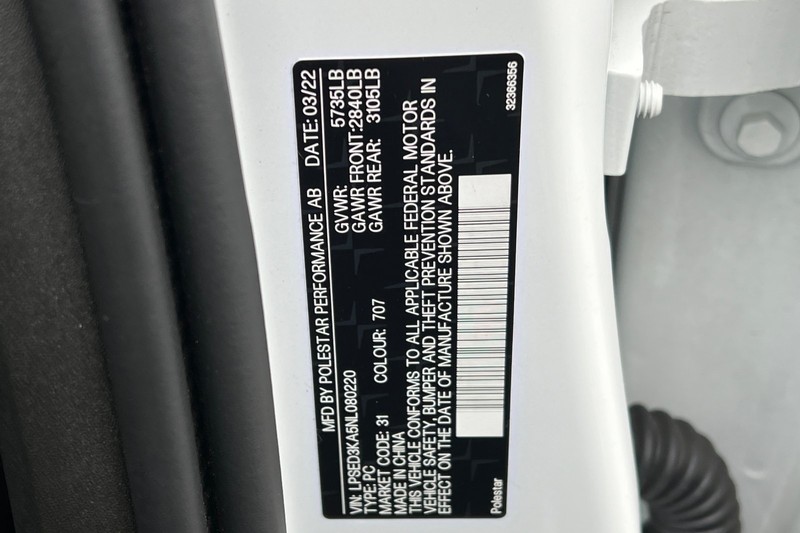 MFD BY POLESTAR PERFORMANCE AB DATE: 03/22
VIN: LPSED3KA5NL080220 GVWR: 5735LB
TYPE: PC GAWR FRONT:2840LB
MARKET CODE: 31 COLOUR: 707 GAWR REAR: 3105LB
MADE IN CHINA
THIS VEHICLE CONFORMS TO ALL APPLICABLE FEDERAL MOTOR
VEHICLE SAFETY, BUMPER AND THEFT PREVENTION STANDARDS IN
EFFECT ON THE DATE OF MANUFACTURE SHOWN ABOVE.
Polestar 32366356